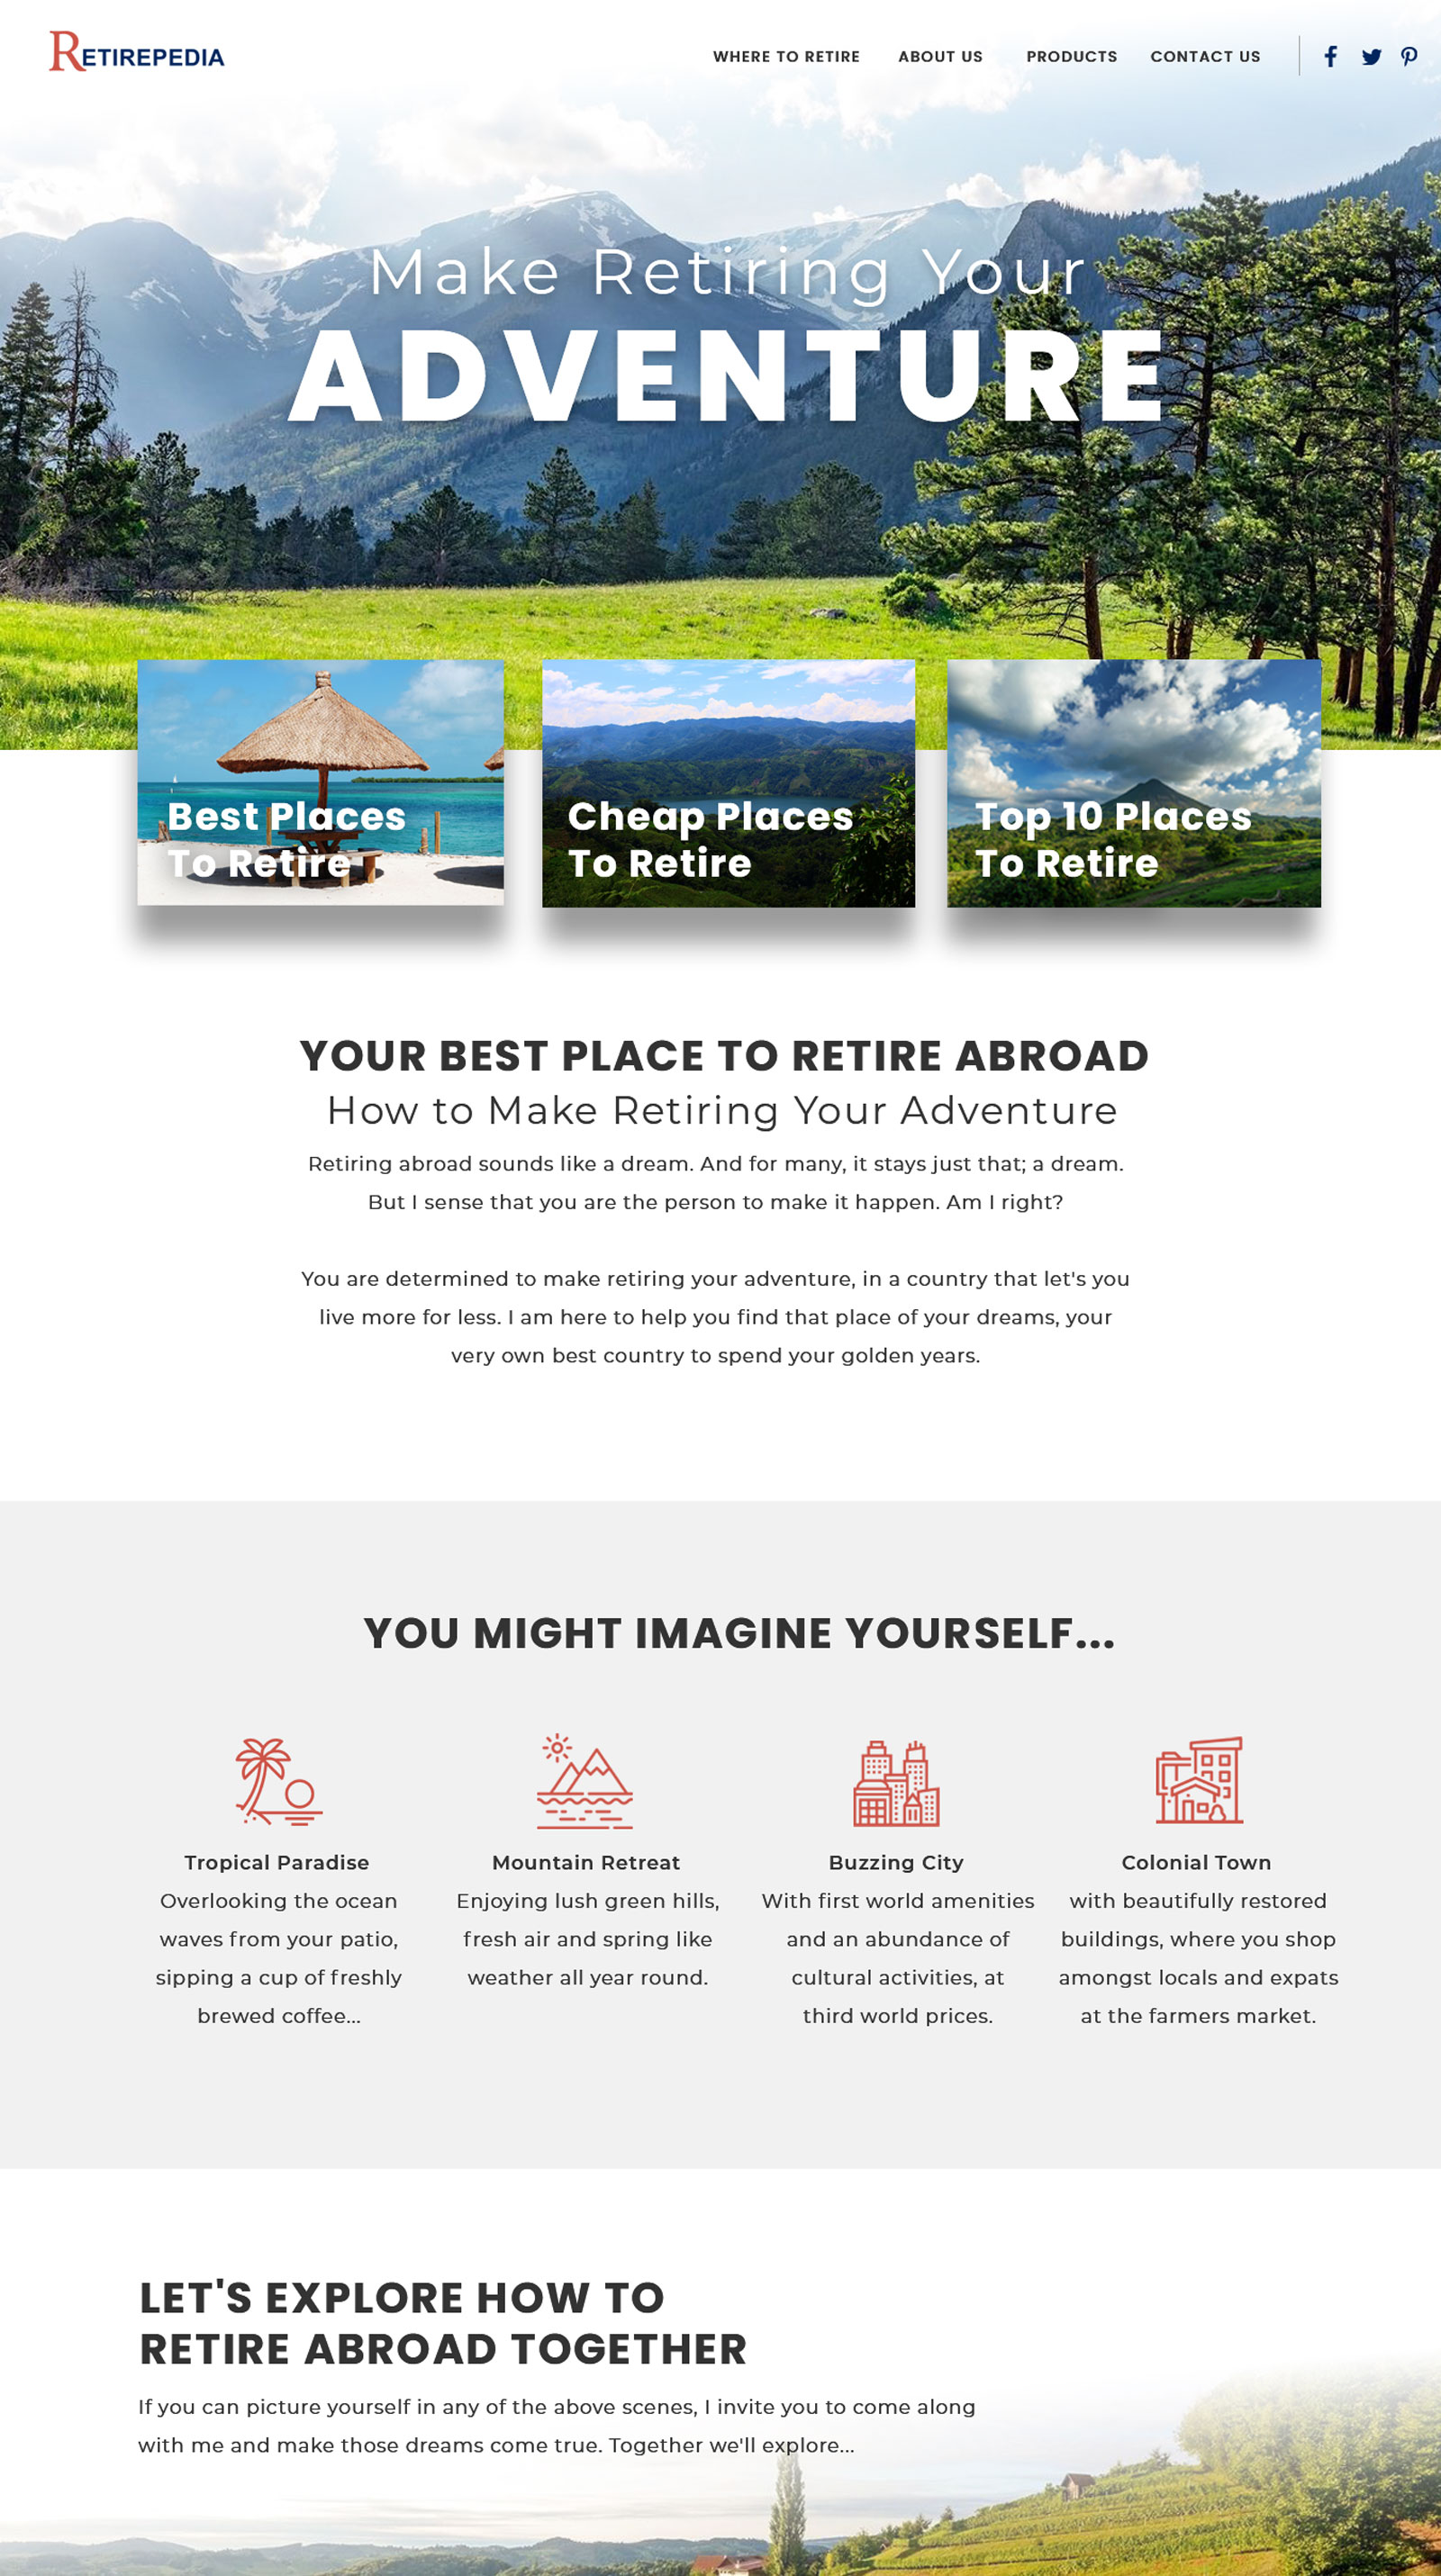 RETIREPEDIA
WHERE TO RETIRE
ABOUT US
PRODUCTS
CONTACT US
Make Retiring Your
ADVENTURE
Best Places
To Retire
Cheap Places
To Retire
Top 10 Places
To Retire
YOUR BEST PLACE TO RETIRE ABROAD
How to Make Retiring Your Adventure
Retiring abroad sounds like a dream. And for many, it stays just that; a dream.
But I sense that you are the person to make it happen. Am I right?
You are determined to make retiring your adventure, in a country that let's you
live more for less. I am here to help you find that place of your dreams, your
very own best country to spend your golden years.
YOU MIGHT IMAGINE YOURSELF...
Tropical Paradise
Overlooking the ocean
waves from your patio,
sipping a cup of freshly
brewed coffee...
Mountain Retreat
Enjoying lush green hills,
fresh air and spring like
weather all year round.
Buzzing City
With first world amenities
and an abundance of
cultural activities, at
third world prices.
Colonial Town
with beautifully restored
buildings, where you shop
amongst locals and expats
at the farmers market.
LET'S EXPLORE HOW TO
RETIRE ABROAD TOGETHER
If you can picture yourself in any of the above scenes, I invite you to come along
with me and make those dreams come true. Together we'll explore...